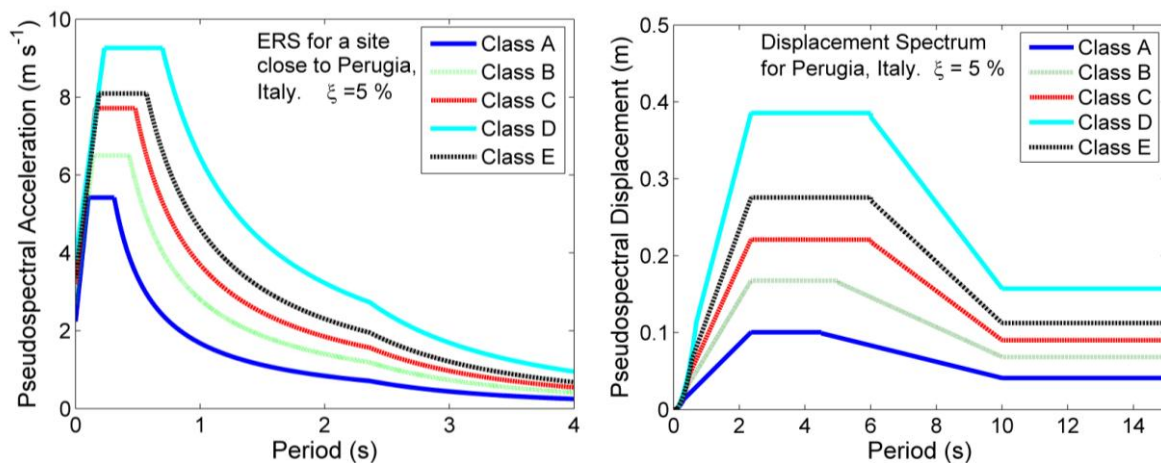 Pseudospectral Acceleration (m s⁻¹)
10
8
6
4
2
0
0
1
2
3
4
Period (s)
ERS for a site
close to Perugia,
Italy. ξ =5 %
Class A
Class B
Class C
Class D
Class E
Pseudospectral Displacement (m)
0.5
0.4
0.3
0.2
0.1
0
0
2
4
6
8
10
12
14
Period (s)
Displacement Spectrum
for Perugia, Italy. ξ = 5 %
Class A
Class B
Class C
Class D
Class E